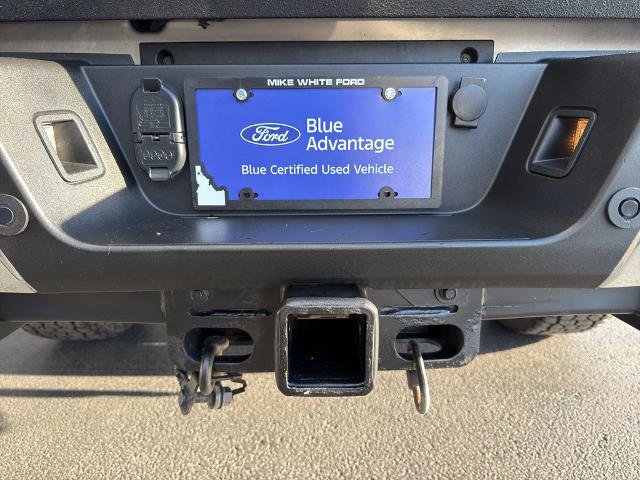 MIKE WHITE FORD
Ford
Blue
Advantage
Blue Certified Used Vehicle